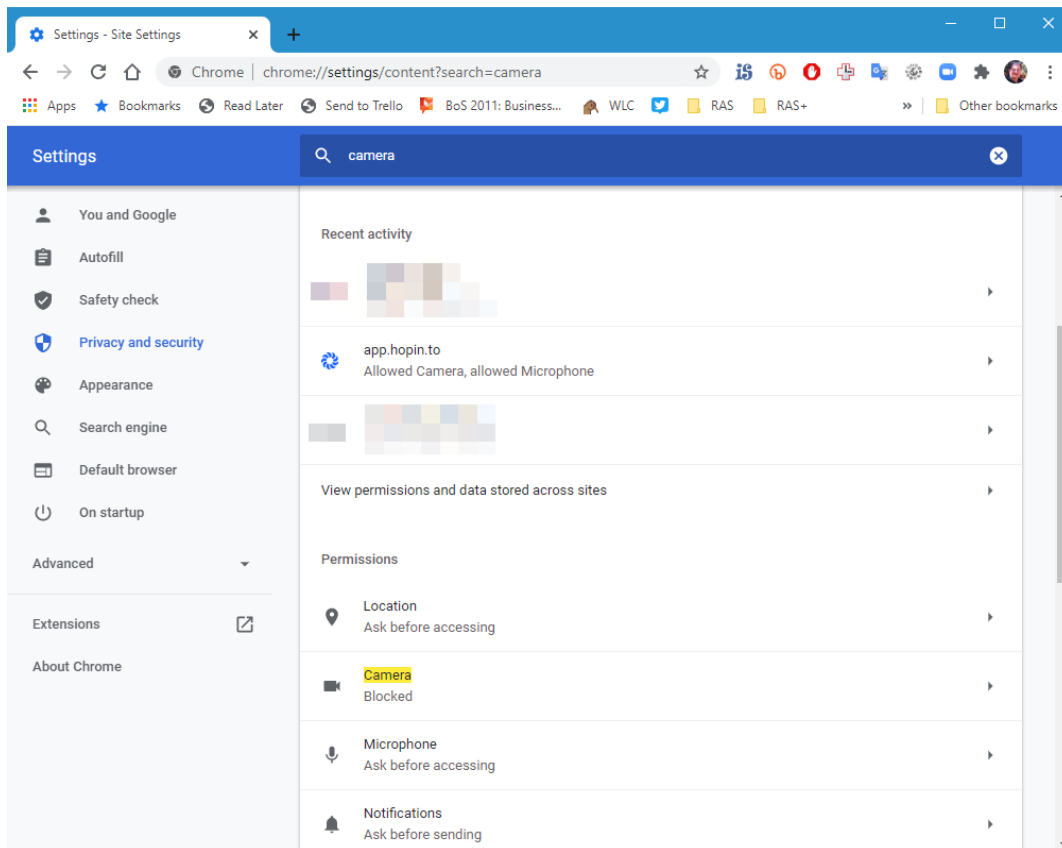 Settings - Site Settings
Chrome | chrome://settings/content?search=camera
Apps Bookmarks Read Later Send to Trello BoS 2011: Business... WLC RAS RAS+ » Other bookmarks
Settings
camera
You and Google
Autofill
Safety check
Privacy and security
Appearance
Search engine
Default browser
On startup
Advanced
Extensions
About Chrome
Recent activity
app.hopin.to
Allowed Camera, allowed Microphone
View permissions and data stored across sites
Permissions
Location
Ask before accessing
Camera
Blocked
Microphone
Ask before accessing
Notifications
Ask before sending